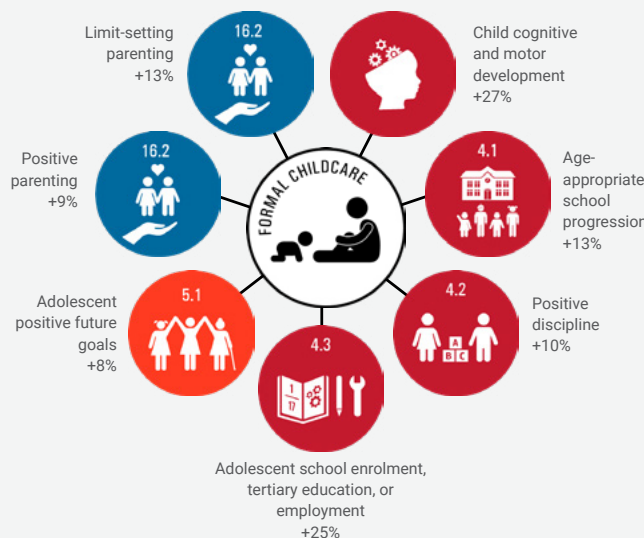 Limit-setting
parenting
+13%
16.2
Child cognitive
and motor
development
+27%
Positive
parenting
+9%
16.2
FORMAL CHILDCARE
4.1
Age-
appropriate
school
progression
+13%
Adolescent
positive future
goals
+8%
5.1
4.2
A
B C
Positive
discipline
+10%
4.3
1
17
Adolescent school enrolment,
tertiary education, or
employment
+25%